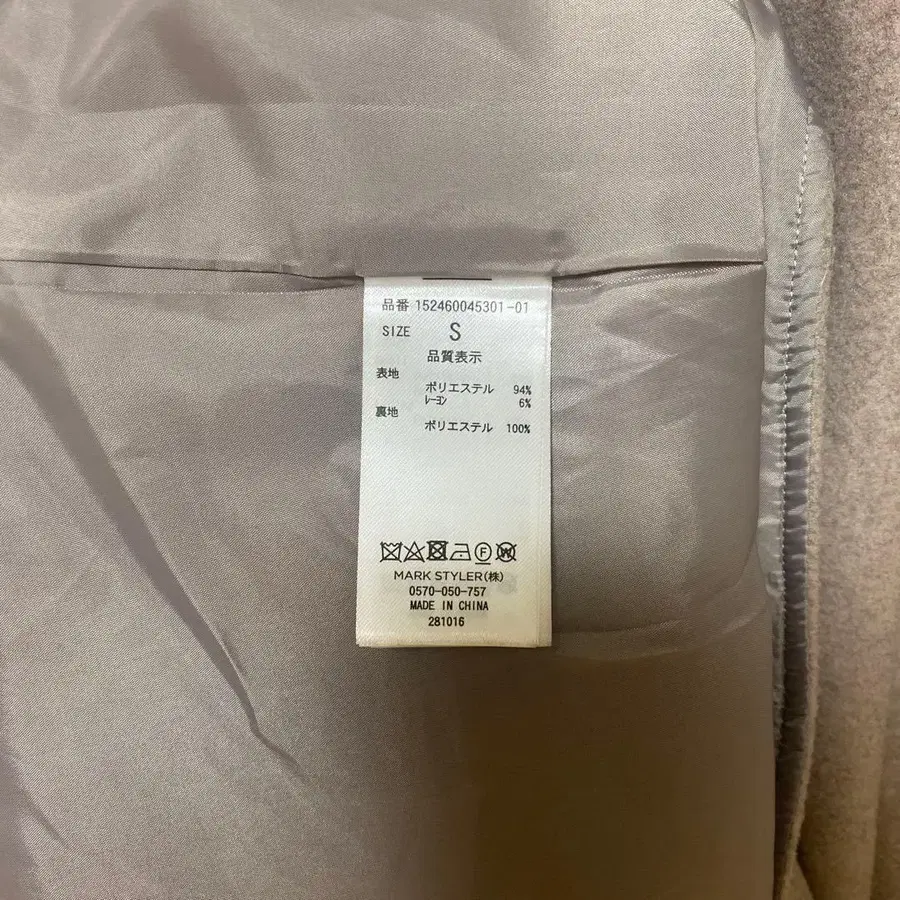 品番 152460045301-01
SIZE S
品質表示
表地
ポリエステル 94%
レーヨン 6%
裏地
ポリエステル 100%
F W
MARK STYLER(株)
0570-050-757
MADE IN CHINA
281016